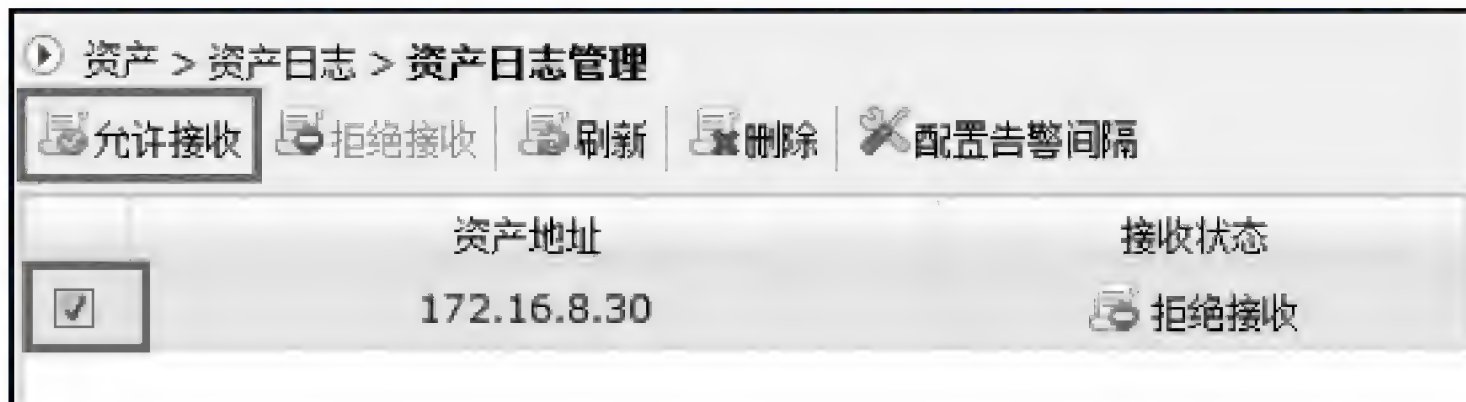 资产 > 资产日志 > 资产日志管理
允许接收 拒绝接收 刷新 删除 配置告警间隔
资产地址 接收状态
172.16.8.30 拒绝接收